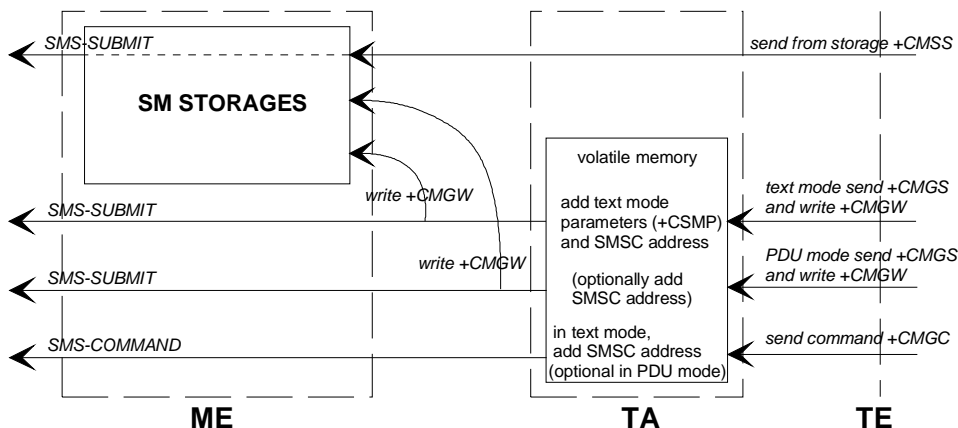 SMS-SUBMIT
send from storage +CMSS
SM STORAGES
volatile memory
write +CMGW
text mode send +CMGS
and write +CMGW
SMS-SUBMIT
add text mode
parameters (+CSMP)
and SMSC address
write +CMGW
PDU mode send +CMGS
and write +CMGW
SMS-SUBMIT
(optionally add
SMSC address)
SMS-COMMAND
in text mode,
add SMSC address
(optional in PDU mode)
send command +CMGC
ME
TA
TE